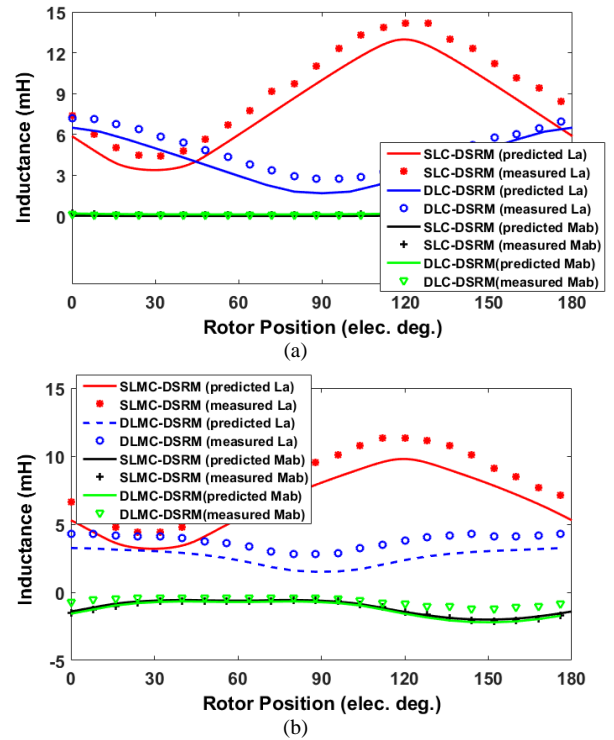 15
12
9
6
3
0
Inductance (mH)
SLC-DSRM (predicted La)
SLC-DSRM (measured La)
DLC-DSRM (predicted La)
DLC-DSRM (measured La)
SLC-DSRM (predicted Mab)
SLC-DSRM (measured Mab)
DLC-DSRM(predicted Mab)
DLC-DSRM (measured Mab)
0 30 60 90 120 150 180
Rotor Position (elec. deg.)
(a)
15
10
5
0
-5
Inductance (mH)
SLMC-DSRM (predicted La)
SLMC-DSRM (measured La)
DLMC-DSRM (predicted La)
DLMC-DSRM (measured La)
SLMC-DSRM (predicted Mab)
SLMC-DSRM (measured Mab)
DLMC-DSRM(predicted Mab)
DLMC-DSRM (measured Mab)
0 30 60 90 120 150 180
Rotor Position (elec. deg.)
(b)